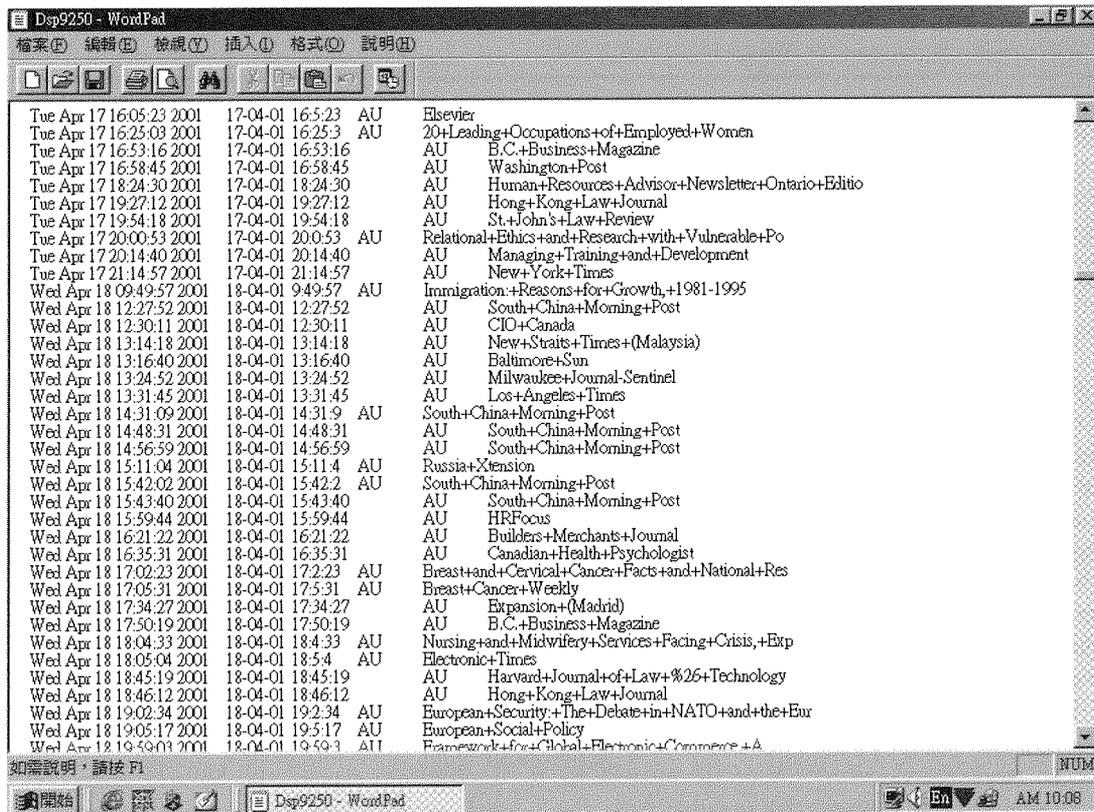 Dsp9250 - WordPad
檔案(F) 編輯(E) 檢視(V) 插入(I) 格式(O) 說明(H)
Tue Apr 17 16:05:23 2001 17-04-01 16:5:23 AU Elsevier
Tue Apr 17 16:25:03 2001 17-04-01 16:25:3 AU 20+Leading+Occupations+of+Employed+Women
Tue Apr 17 16:53:16 2001 17-04-01 16:53:16 AU B.C.+Business+Magazine
Tue Apr 17 16:58:45 2001 17-04-01 16:58:45 AU Washington+Post
Tue Apr 17 18:24:30 2001 17-04-01 18:24:30 AU Human+Resources+Advisor+Newsletter+Ontario+Editio
Tue Apr 17 19:27:12 2001 17-04-01 19:27:12 AU Hong+Kong+Law+Journal
Tue Apr 17 19:54:18 2001 17-04-01 19:54:18 AU St.+John's+Law+Review
Tue Apr 17 20:00:53 2001 17-04-01 20:0:53 AU Relational+Ethics+and+Research+with+Vulnerable+Po
Tue Apr 17 20:14:40 2001 17-04-01 20:14:40 AU Managing+Training+and+Development
Tue Apr 17 21:14:57 2001 17-04-01 21:14:57 AU New+York+Times
Wed Apr 18 09:49:57 2001 18-04-01 9:49:57 AU Immigration:+Reasons+for+Growth,+1981-1995
Wed Apr 18 12:27:52 2001 18-04-01 12:27:52 AU South+China+Morning+Post
Wed Apr 18 12:30:11 2001 18-04-01 12:30:11 AU CIO+Canada
Wed Apr 18 13:14:18 2001 18-04-01 13:14:18 AU New+Straits+Times+(Malaysia)
Wed Apr 18 13:16:40 2001 18-04-01 13:16:40 AU Baltimore+Sun
Wed Apr 18 13:24:52 2001 18-04-01 13:24:52 AU Milwaukee+Journal-Sentinel
Wed Apr 18 13:31:45 2001 18-04-01 13:31:45 AU Los+Angeles+Times
Wed Apr 18 14:31:09 2001 18-04-01 14:31:9 AU South+China+Morning+Post
Wed Apr 18 14:48:31 2001 18-04-01 14:48:31 AU South+China+Morning+Post
Wed Apr 18 14:56:59 2001 18-04-01 14:56:59 AU South+China+Morning+Post
Wed Apr 18 15:11:04 2001 18-04-01 15:11:4 AU Russia+Xtension
Wed Apr 18 15:42:02 2001 18-04-01 15:42:2 AU South+China+Morning+Post
Wed Apr 18 15:43:40 2001 18-04-01 15:43:40 AU South+China+Morning+Post
Wed Apr 18 15:59:44 2001 18-04-01 15:59:44 AU HRFocus
Wed Apr 18 16:21:22 2001 18-04-01 16:21:22 AU Builders+Merchants+Journal
Wed Apr 18 16:35:31 2001 18-04-01 16:35:31 AU Canadian+Health+Psychologist
Wed Apr 18 17:02:23 2001 18-04-01 17:2:23 AU Breast+and+Cervical+Cancer+Facts+and+National+Res
Wed Apr 18 17:05:31 2001 18-04-01 17:5:31 AU Breast+Cancer+Weekly
Wed Apr 18 17:34:27 2001 18-04-01 17:34:27 AU Expansion+(Madrid)
Wed Apr 18 17:50:19 2001 18-04-01 17:50:19 AU B.C.+Business+Magazine
Wed Apr 18 18:04:33 2001 18-04-01 18:4:33 AU Nursing+and+Midwifery+Services+Facing+Crisis,+Exp
Wed Apr 18 18:05:04 2001 18-04-01 18:5:4 AU Electronic+Times
Wed Apr 18 18:45:19 2001 18-04-01 18:45:19 AU Harvard+Journal+of+Law+%26+Technology
Wed Apr 18 18:46:12 2001 18-04-01 18:46:12 AU Hong+Kong+Law+Journal
Wed Apr 18 19:02:34 2001 18-04-01 19:2:34 AU European+Security:+The+Debate+in+NATO+and+the+Eur
Wed Apr 18 19:05:17 2001 18-04-01 19:5:17 AU European+Social+Policy
Wed Apr 18 19:59:03 2001 18-04-01 19:59:3 AU Framework+for+Global+Electronic+Commerce,+A
如需說明，請按 F1 NUM
開始 Dsp9250 - WordPad En AM 10:08